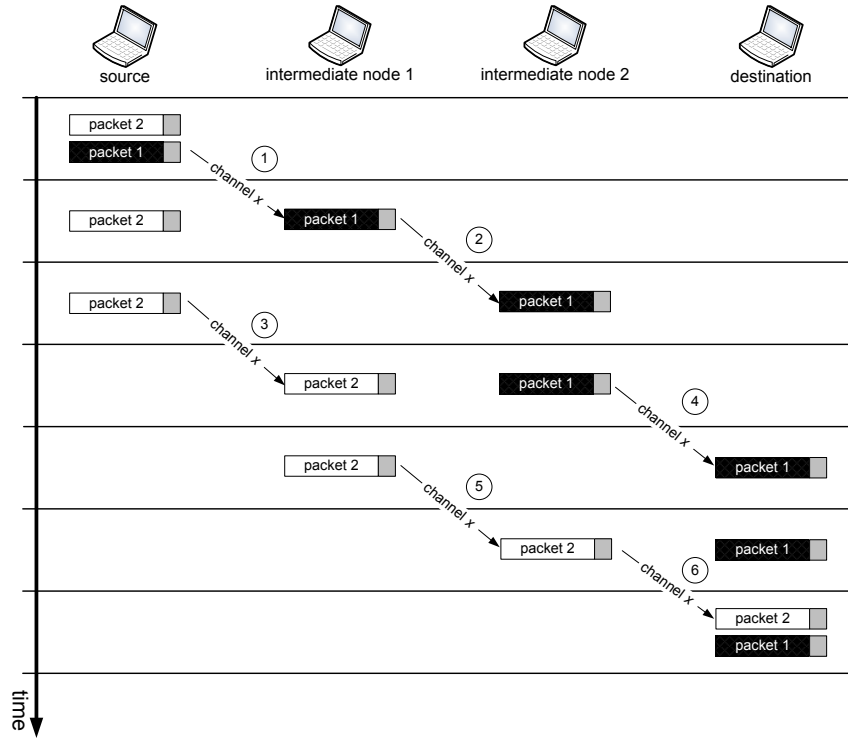 source
intermediate node 1
intermediate node 2
destination
packet 2
packet 1
channel x
1
packet 2
packet 1
channel x
2
packet 2
channel x
3
packet 1
packet 2
packet 1
channel x
4
packet 2
channel x
5
packet 1
packet 2
channel x
6
packet 1
packet 2
packet 1
time